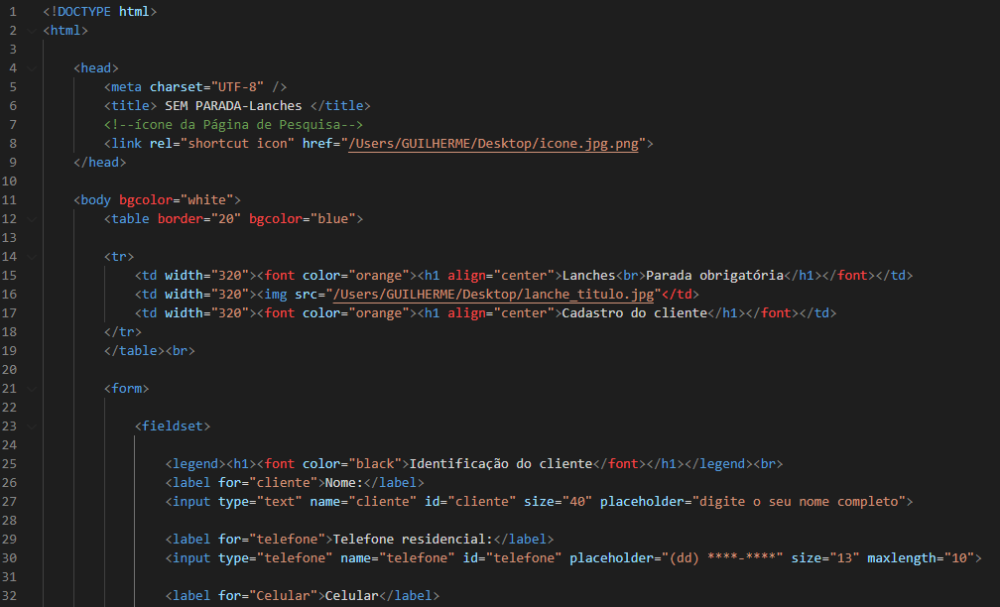 1 <!DOCTYPE html>
2 <html>
3
4 <head>
5 <meta charset="UTF-8" />
6 <title> SEM PARADA-Lanches </title>
7 <!--ícone da Página de Pesquisa-->
8 <link rel="shortcut icon" href="/Users/GUILHERME/Desktop/icone.jpg.png">
9 </head>
10
11 <body bgcolor="white">
12 <table border="20" bgcolor="blue">
13
14 <tr>
15 <td width="320"><font color="orange"><h1 align="center">Lanches<br>Parada obrigatória</h1></font></td>
16 <td width="320"><img src="/Users/GUILHERME/Desktop/lanche_titulo.jpg"</td>
17 <td width="320"><font color="orange"><h1 align="center">Cadastro do cliente</h1></font></td>
18 </tr>
19 </table><br>
20
21 <form>
22
23 <fieldset>
24
25 <legend><h1><font color="black">Identificação do cliente</font></h1></legend><br>
26 <label for="cliente">Nome:</label>
27 <input type="text" name="cliente" id="cliente" size="40" placeholder="digite o seu nome completo">
28
29 <label for="telefone">Telefone residencial:</label>
30 <input type="telefone" name="telefone" id="telefone" placeholder="(dd) ****-****" size="13" maxlength="10">
31
32 <label for="Celular">Celular</label>